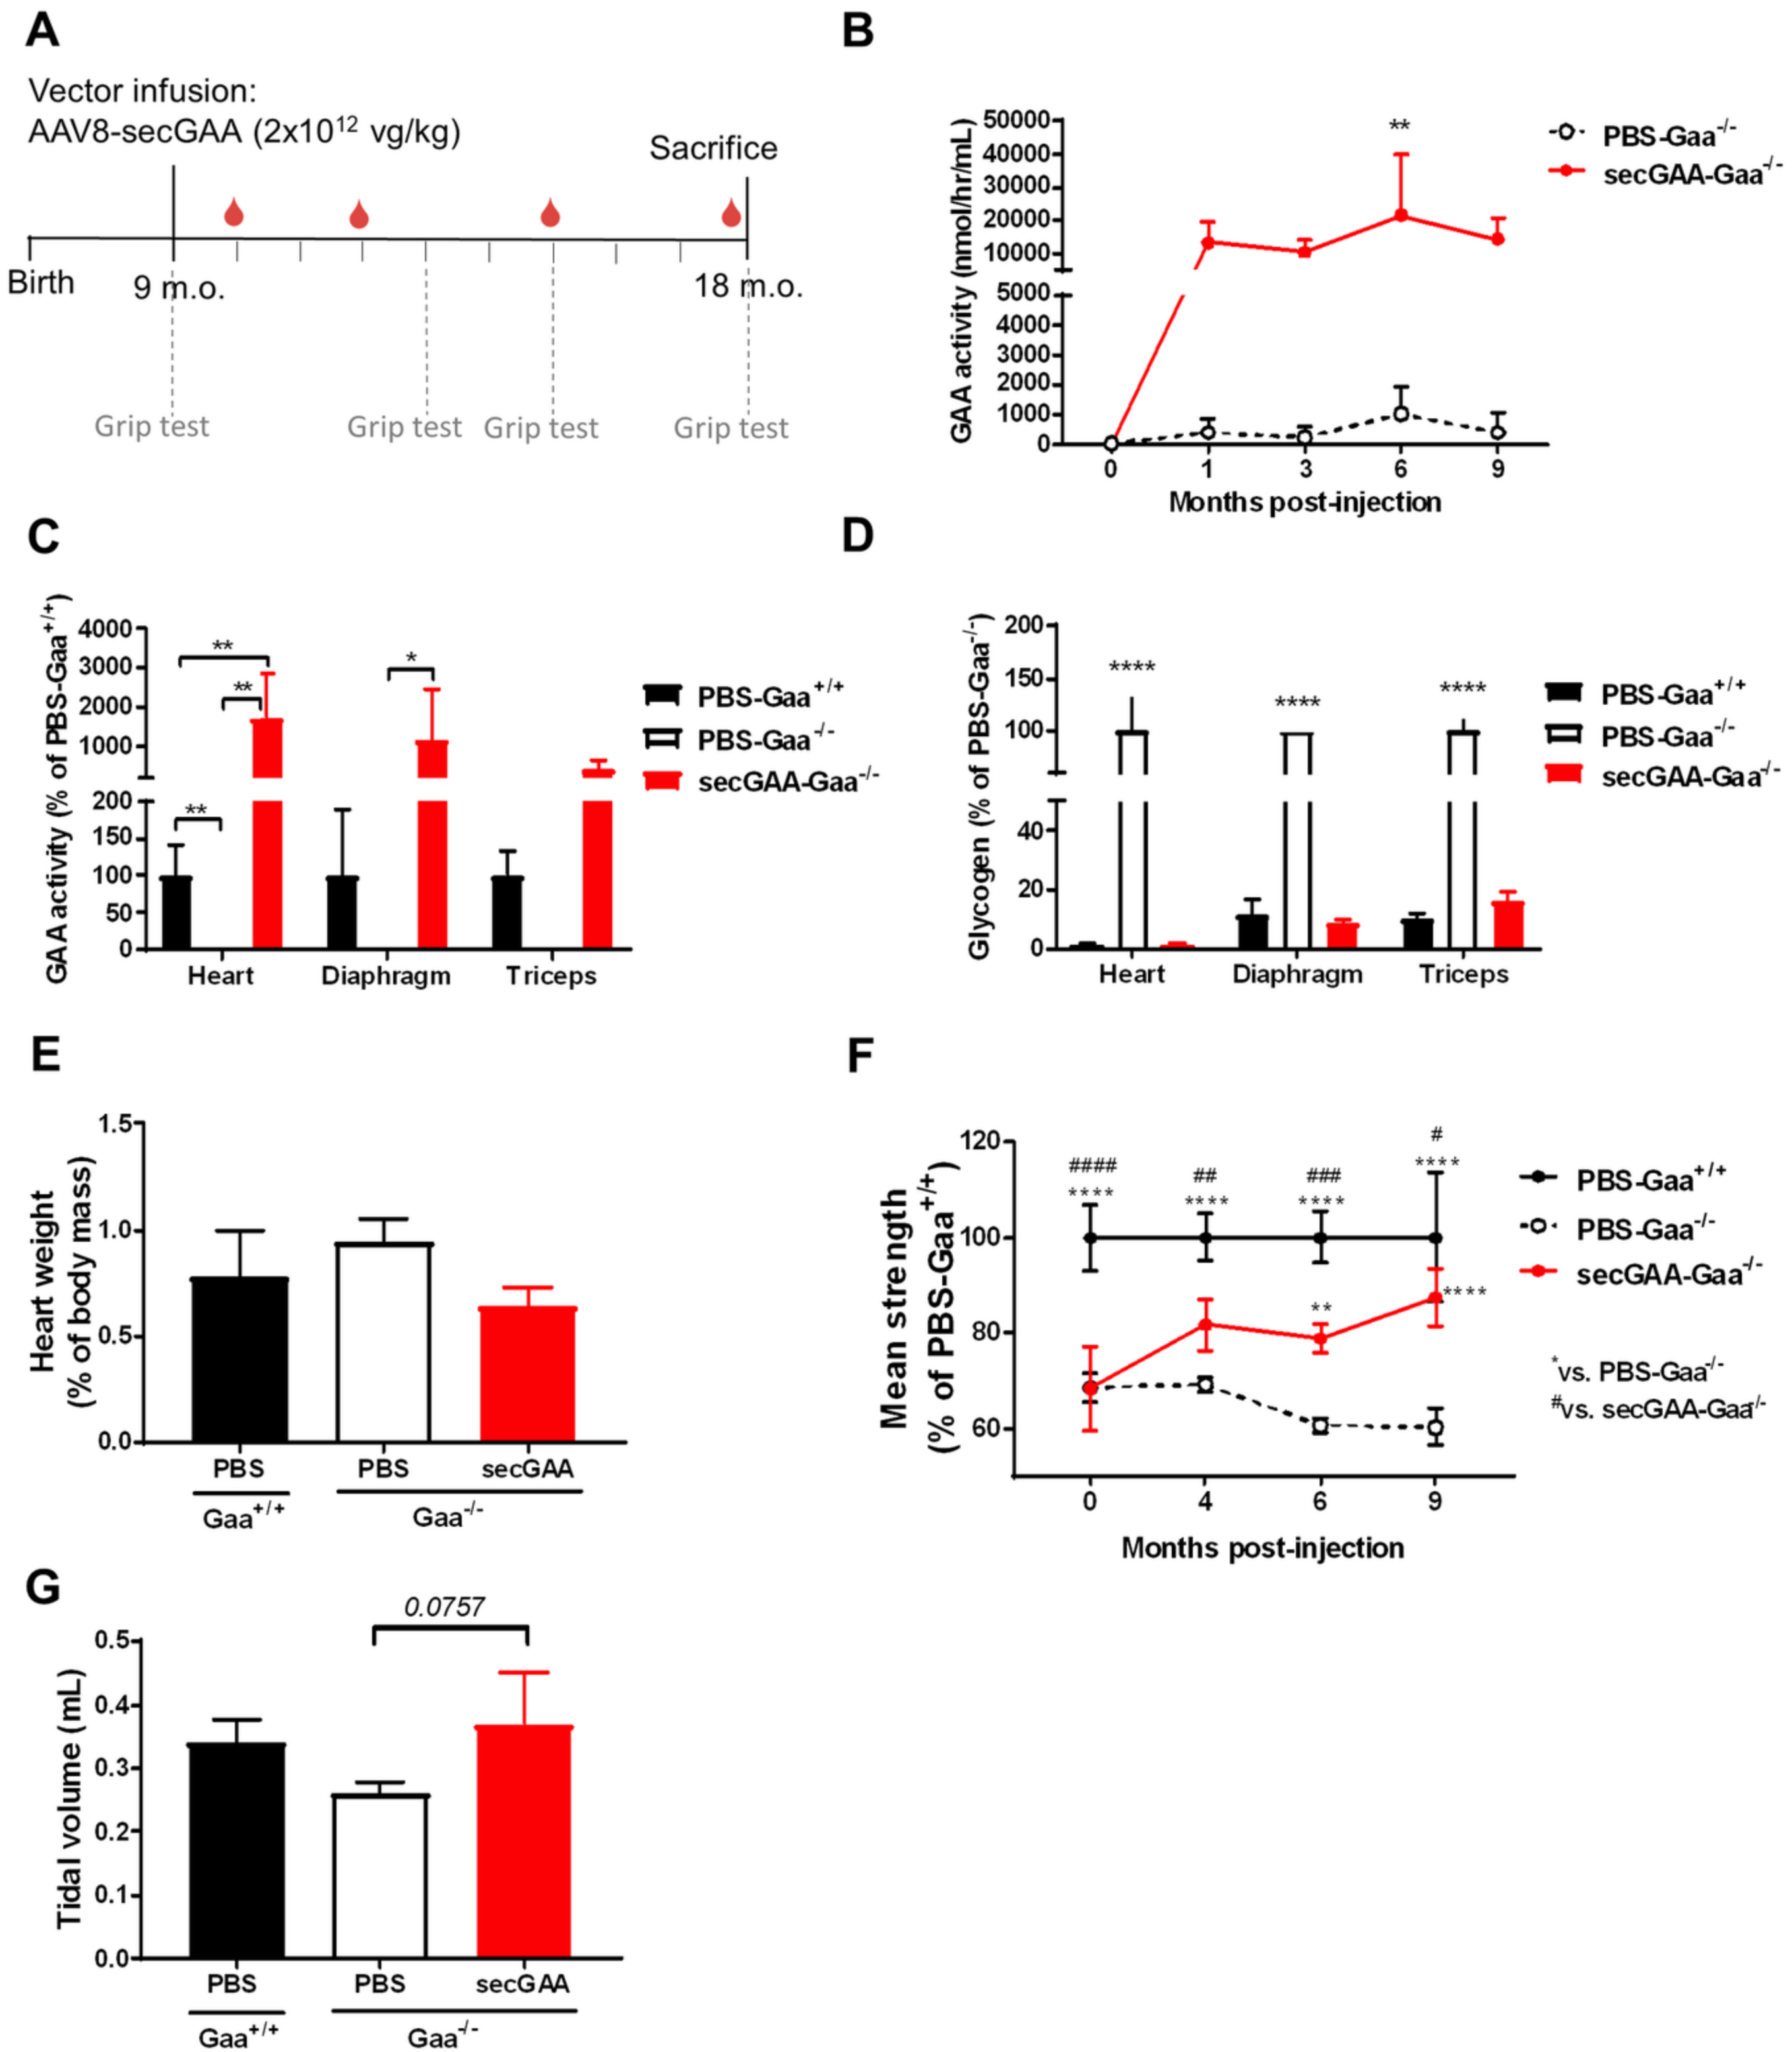 A
Vector infusion:
AAV8-secGAA (2x10¹² vg/kg)
Sacrifice
Birth
9 m.o.
18 m.o.
Grip test
Grip test
Grip test
Grip test
B
GAA activity (nmol/hr/mL)
50000
40000
30000
20000
10000
5000
4000
3000
2000
1000
0
**
0
1
3
6
9
Months post-injection
PBS-Gaa-/-
secGAA-Gaa-/-
C
GAA activity (% of PBS-Gaa+/+)
4000
3000
2000
1000
200
150
100
50
0
**
**
**
*
Heart
Diaphragm
Triceps
PBS-Gaa+/+
PBS-Gaa-/-
secGAA-Gaa-/-
D
Glycogen (% of PBS-Gaa-/-)
200
150
100
40
20
0
****
****
****
Heart
Diaphragm
Triceps
PBS-Gaa+/+
PBS-Gaa-/-
secGAA-Gaa-/-
E
Heart weight
(% of body mass)
1.5
1.0
0.5
0.0
PBS
PBS
secGAA
Gaa+/+
Gaa-/-
F
Mean strength
(% of PBS-Gaa+/+)
120
100
80
60
####
****
##
****
###
****
#
****
**
****
0
4
6
9
Months post-injection
PBS-Gaa+/+
PBS-Gaa-/-
secGAA-Gaa-/-
*vs. PBS-Gaa-/-
#vs. secGAA-Gaa-/-
G
Tidal volume (mL)
0.5
0.4
0.3
0.2
0.1
0.0
0.0757
PBS
PBS
secGAA
Gaa+/+
Gaa-/-